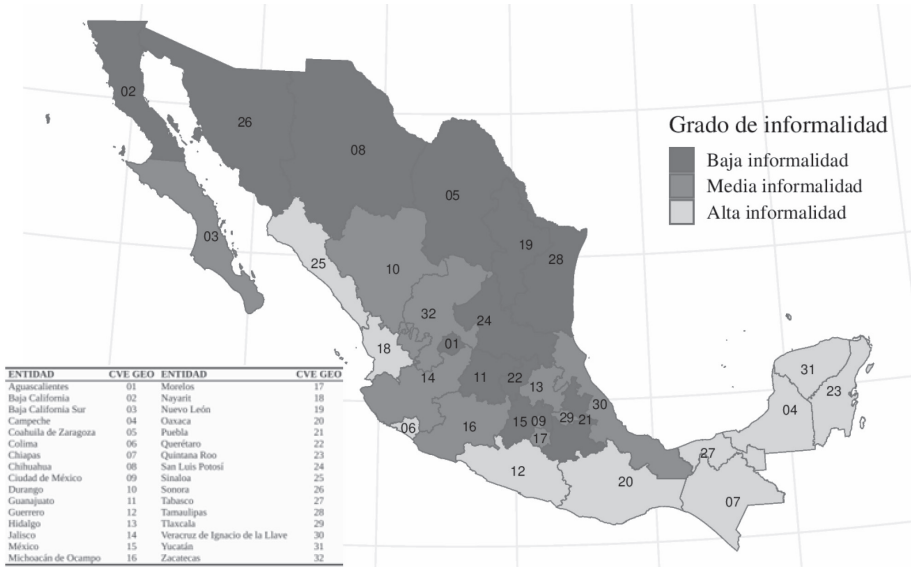 Grado de informalidad
Baja informalidad
Media informalidad
Alta informalidad
02
26
08
05
03
19
28
25
10
32
24
18
01
14
11
22
13
31
23
04
06
16
15 09
29 21
30
17
12
20
27
07
ENTIDAD CVE GEO ENTIDAD CVE GEO
Aguascalientes 01 Morelos 17
Baja California 02 Nayarit 18
Baja California Sur 03 Nuevo León 19
Campeche 04 Oaxaca 20
Coahuila de Zaragoza 05 Puebla 21
Colima 06 Querétaro 22
Chiapas 07 Quintana Roo 23
Chihuahua 08 San Luis Potosí 24
Ciudad de México 09 Sinaloa 25
Durango 10 Sonora 26
Guanajuato 11 Tabasco 27
Guerrero 12 Tamaulipas 28
Hidalgo 13 Tlaxcala 29
Jalisco 14 Veracruz de Ignacio de la Llave 30
México 15 Yucatán 31
Michoacán de Ocampo 16 Zacatecas 32